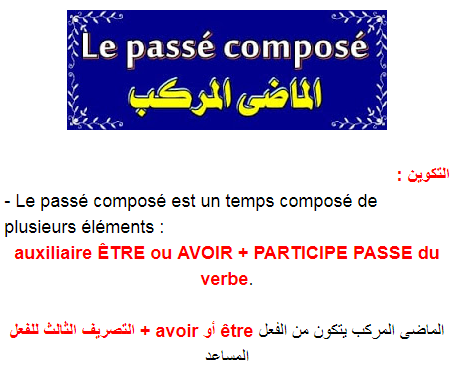 Le passé composé
الماضى المركب
التكوين :
- Le passé composé est un temps composé de
plusieurs éléments :
auxiliaire ÊTRE ou AVOIR + PARTICIPE PASSE du
verbe.
الماضى المركب يتكون من الفعل être أو avoir + التصريف الثالث للفعل
المساعد